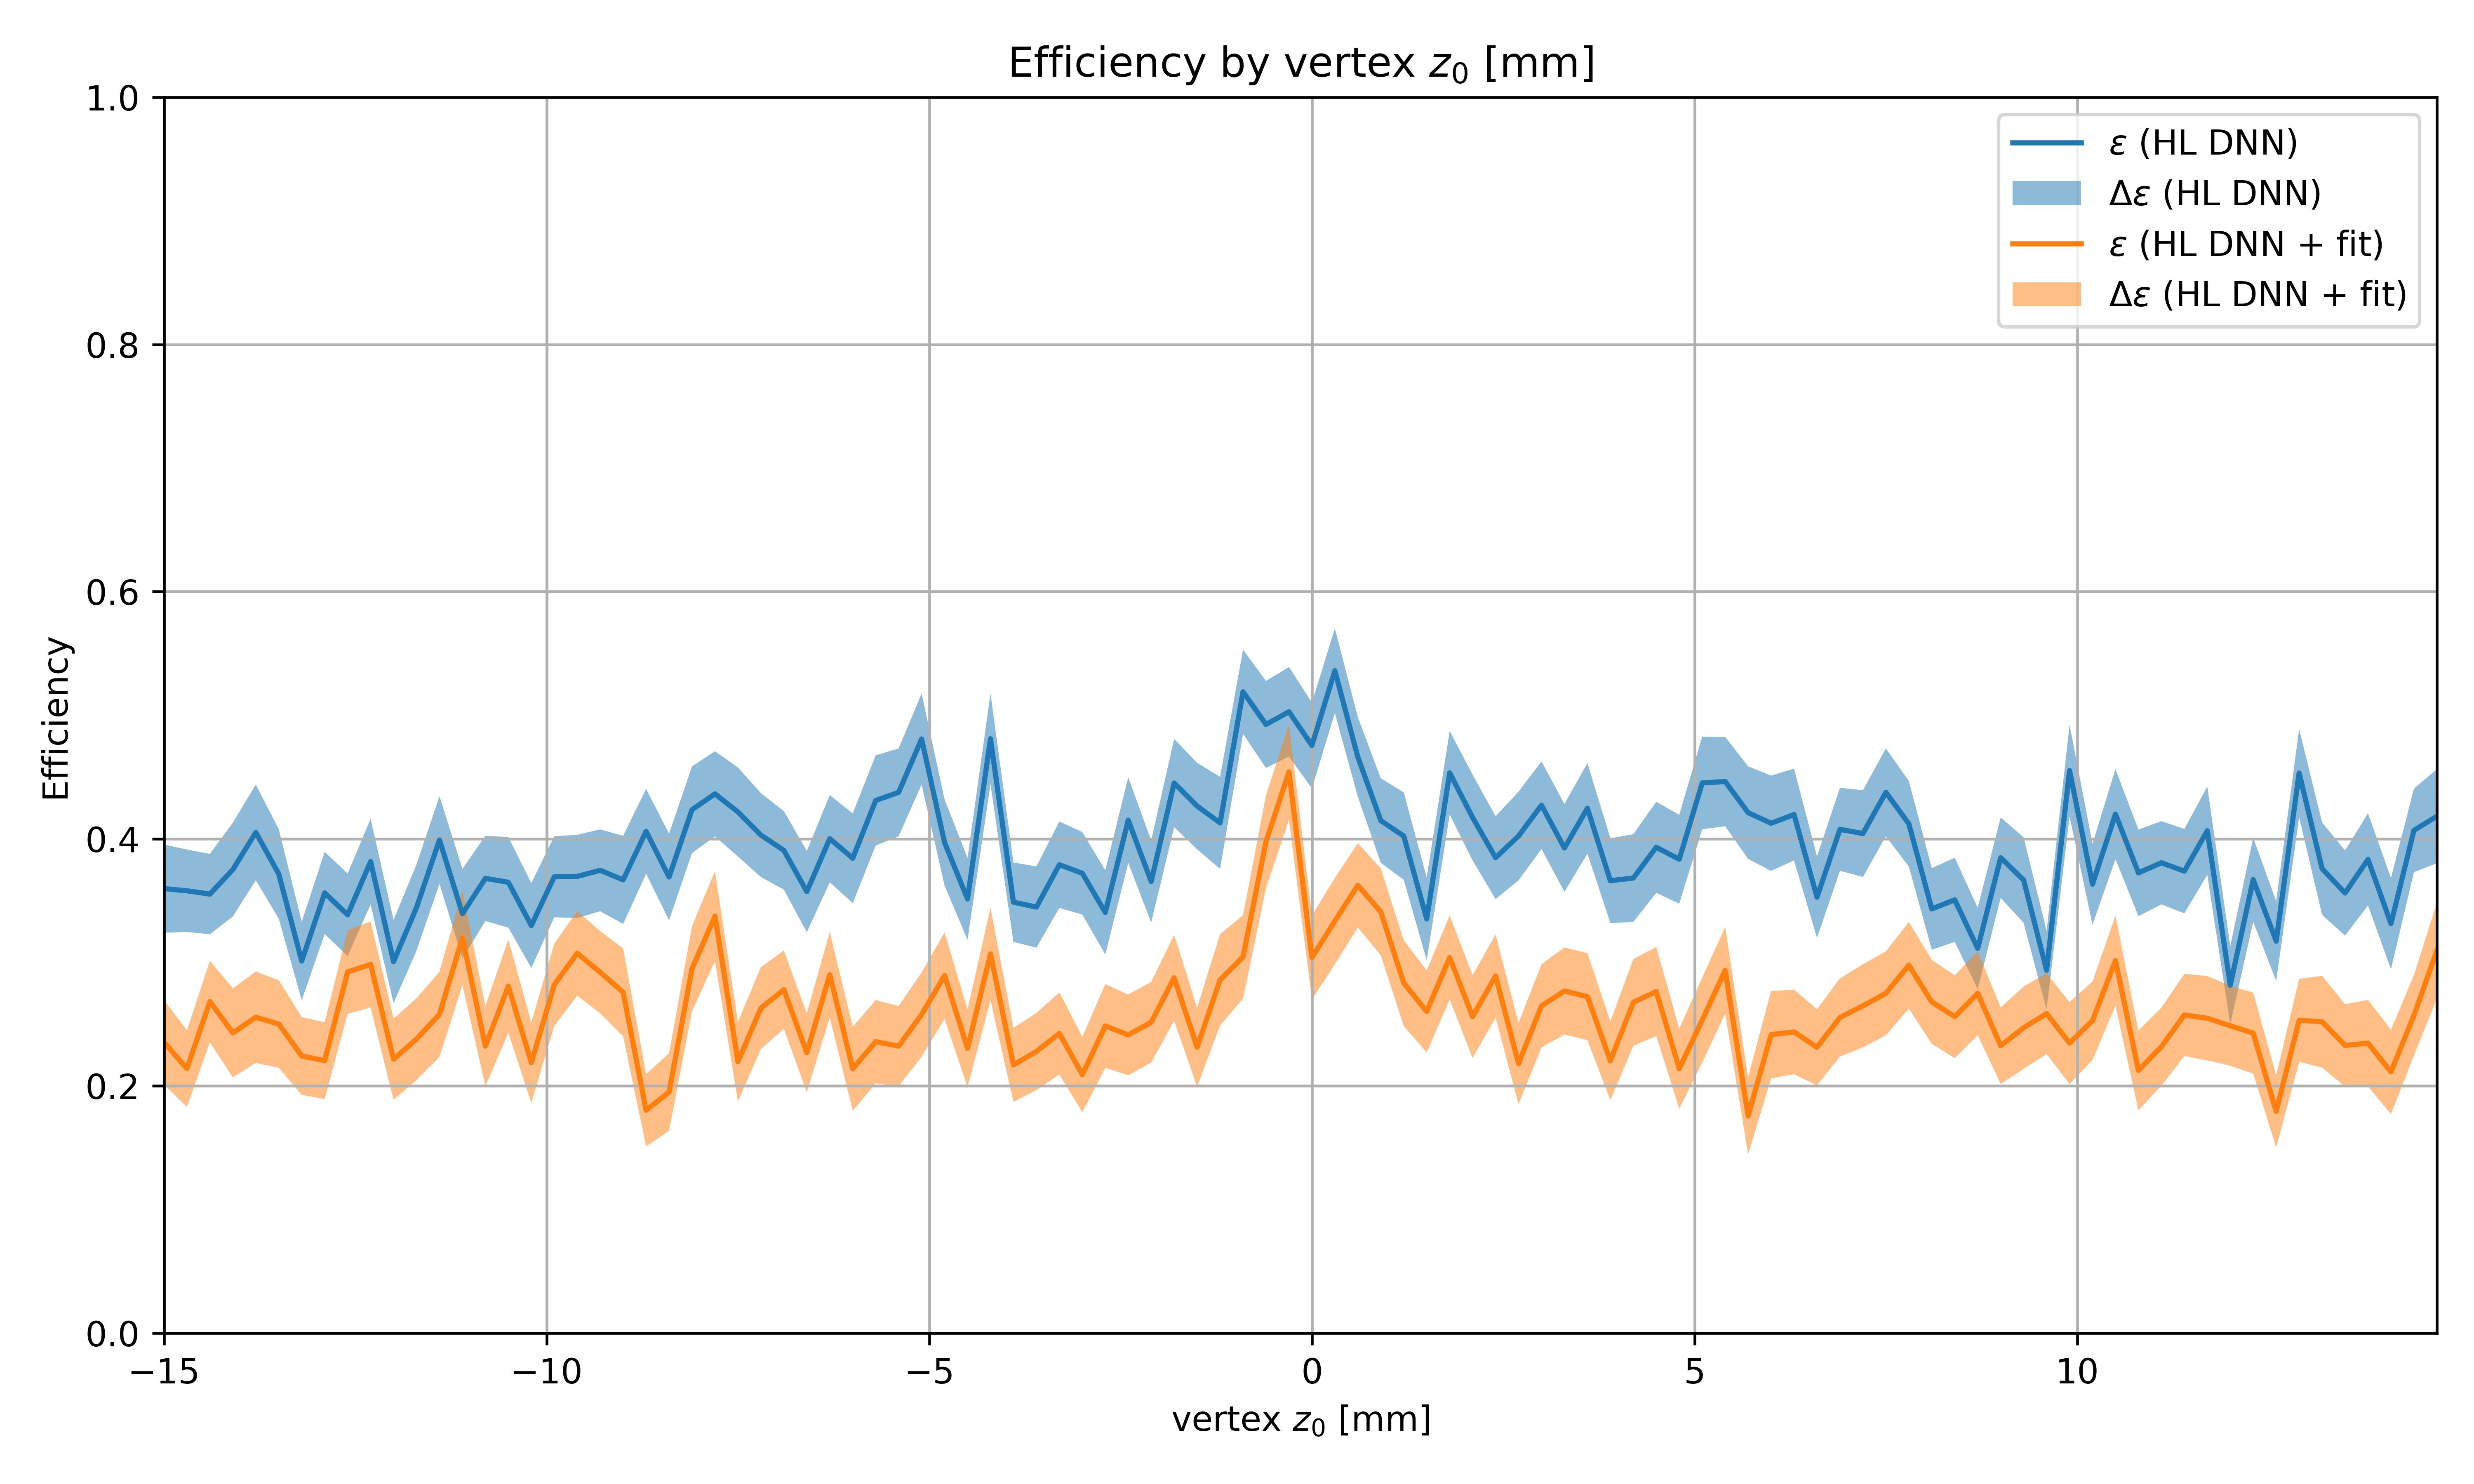 Efficiency by vertex z₀ [mm]
1.0
0.8
0.6
0.4
0.2
0.0
Efficiency
ε (HL DNN)
Δε (HL DNN)
ε (HL DNN + fit)
Δε (HL DNN + fit)
−15 −10 −5 0 5 10
vertex z₀ [mm]